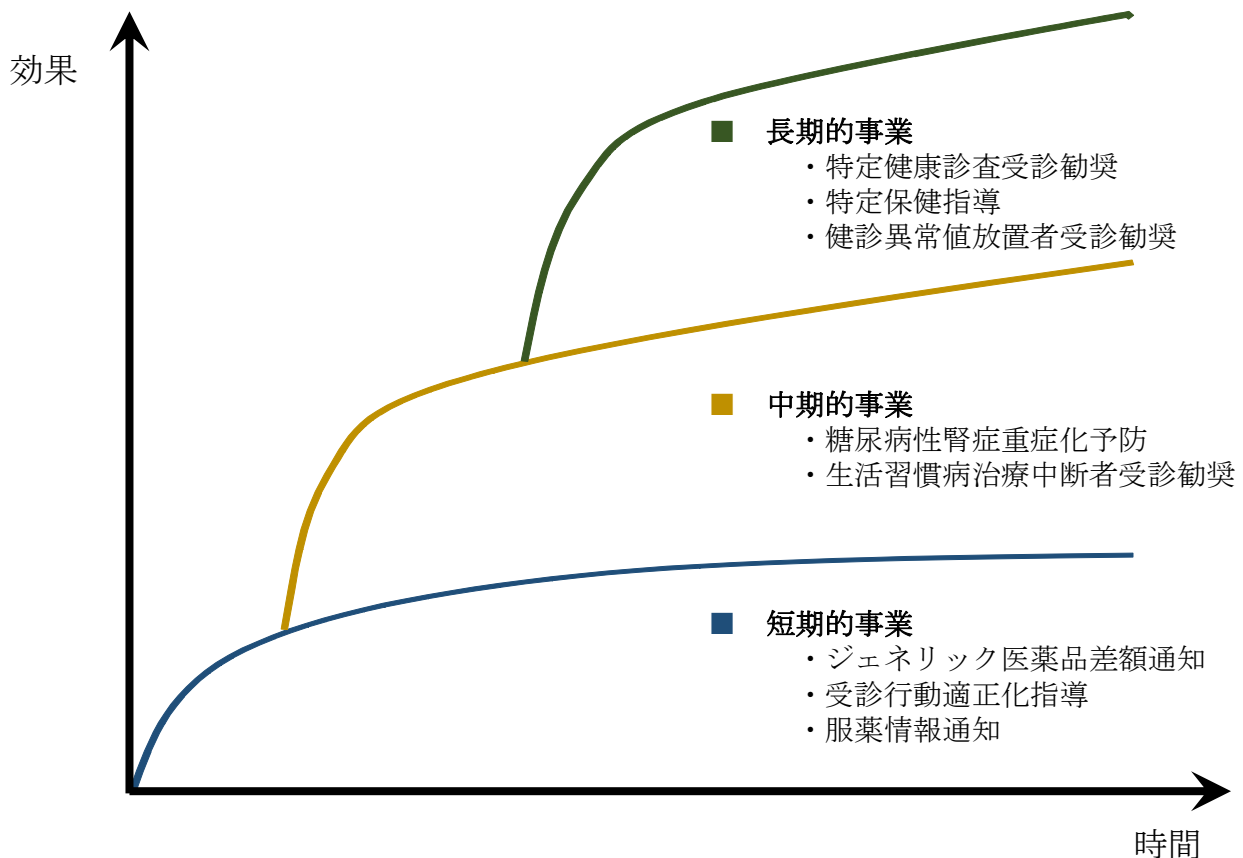 効果
■ 長期的事業
・特定健康診査受診勧奨
・特定保健指導
・健診異常値放置者受診勧奨
■ 中期的事業
・糖尿病性腎症重症化予防
・生活習慣病治療中断者受診勧奨
■ 短期的事業
・ジェネリック医薬品差額通知
・受診行動適正化指導
・服薬情報通知
時間